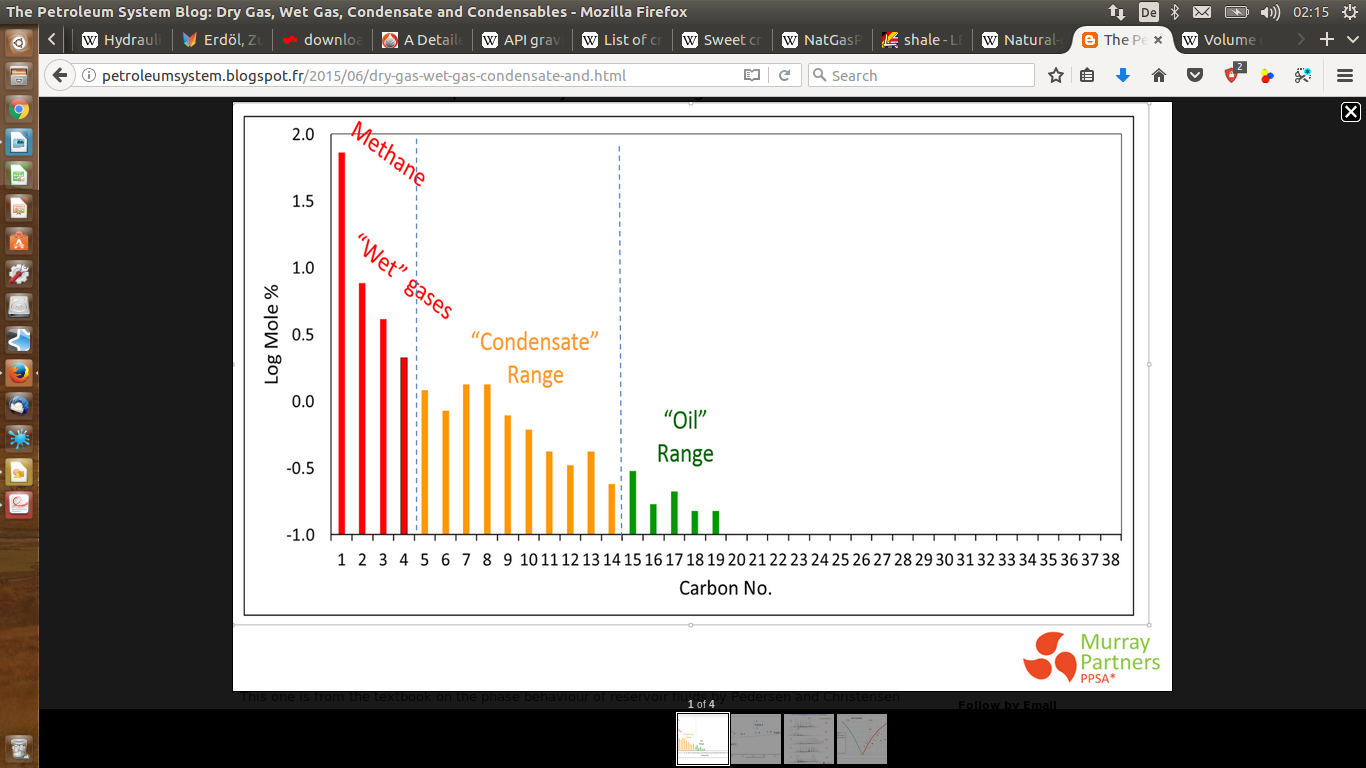 The Petroleum System Blog: Dry Gas, Wet Gas, Condensate and Condensables - Mozilla Firefox
De
02:15
Hydrauli
Erdöl, Zu
downloa
A Detaile
API grav
List of cr
Sweet cr
NatGasP
shale - LE
Natural-
The Pe
Volume
petroleumsystem.blogspot.fr/2015/06/dry-gas-wet-gas-condensate-and.html
Search
2
2.0
1.5
1.0
0.5
0.0
-0.5
-1.0
Log Mole %
Methane
“Wet” gases
“Condensate”
Range
“Oil”
Range
1 2 3 4 5 6 7 8 9 10 11 12 13 14 15 16 17 18 19 20 21 22 23 24 25 26 27 28 29 30 31 32 33 34 35 36 37 38
Carbon No.
Murray
Partners
PPSA*
This one is from the textbook on the phase behaviour of reservoir fluids by Pedersen and Christensen
Follow by Email
1 of 4